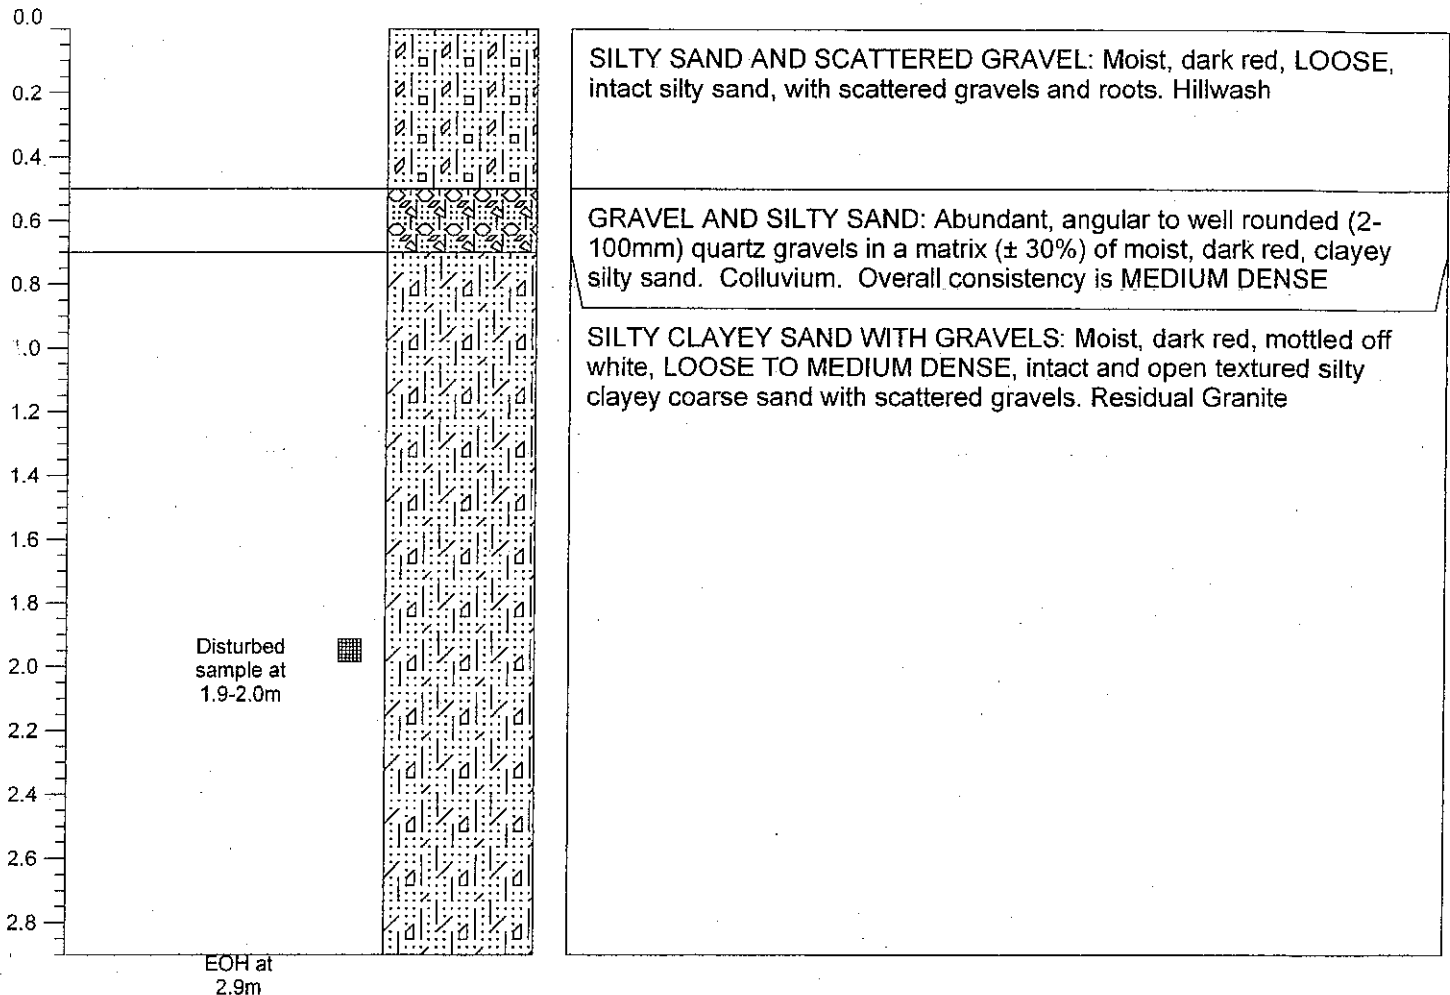 0.0
0.2
0.4
0.6
0.8
1.0
1.2
1.4
1.6
1.8
2.0
2.2
2.4
2.6
2.8
Disturbed
sample at
1.9-2.0m
EOH at
2.9m
SILTY SAND AND SCATTERED GRAVEL: Moist, dark red, LOOSE,
intact silty sand, with scattered gravels and roots. Hillwash
GRAVEL AND SILTY SAND: Abundant, angular to well rounded (2-
100mm) quartz gravels in a matrix (± 30%) of moist, dark red, clayey
silty sand. Colluvium. Overall consistency is MEDIUM DENSE
SILTY CLAYEY SAND WITH GRAVELS: Moist, dark red, mottled off
white, LOOSE TO MEDIUM DENSE, intact and open textured silty
clayey coarse sand with scattered gravels. Residual Granite